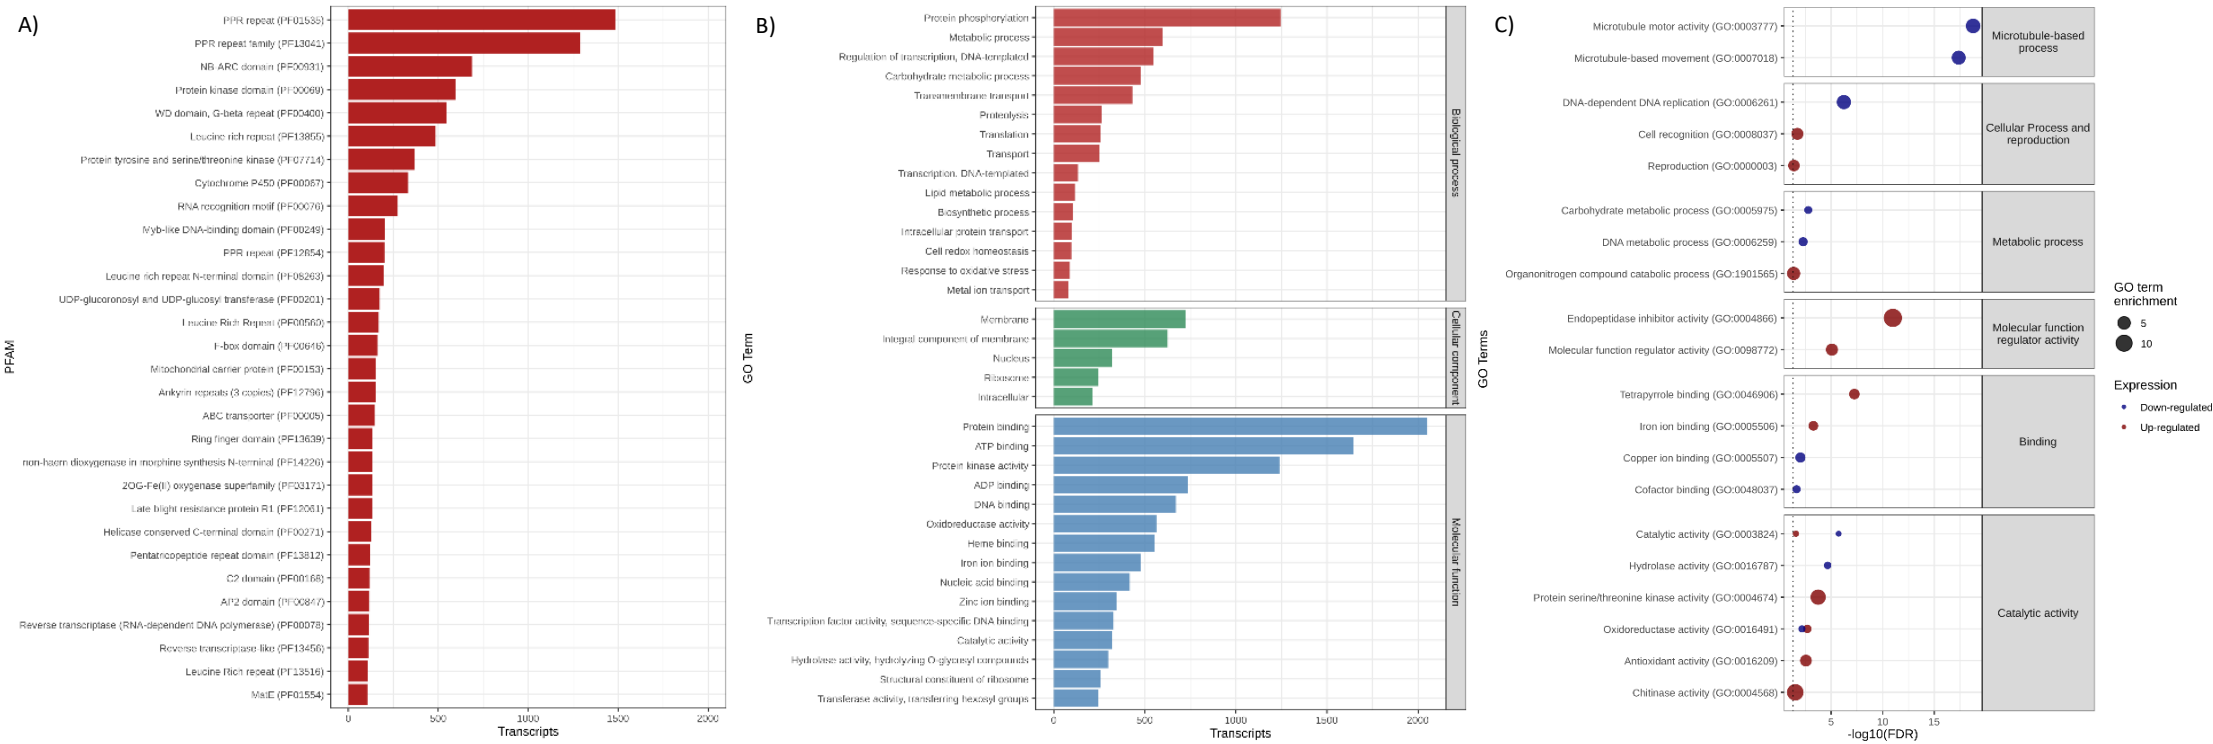 A)
PFAM
PPR repeat (PF01535)
PPR repeat family (PF13041)
NB-ARC domain (PF00931)
Protein kinase domain (PF00069)
WD domain, G-beta repeat (PF00400)
Leucine rich repeat (PF13855)
Protein tyrosine and serine/threonine kinase (PF07714)
Cytochrome P450 (PF00067)
RNA recognition motif (PF00076)
Myb-like DNA-binding domain (PF00249)
PPR repeat (PF12854)
Leucine rich repeat N-terminal domain (PF08263)
UDP-glucoronosyl and UDP-glucosyl transferase (PF00201)
Leucine Rich Repeat (PF00560)
F-box domain (PF00646)
Mitochondrial carrier protein (PF00153)
Ankyrin repeats (3 copies) (PF12796)
ABC transporter (PF00005)
Ring finger domain (PF13639)
non-haem dioxygenase in morphine synthesis N-terminal (PF14226)
2OG-Fe(II) oxygenase superfamily (PF03171)
Late blight resistance protein R1 (PF12061)
Helicase conserved C-terminal domain (PF00271)
Pentatricopeptide repeat domain (PF13812)
C2 domain (PF00168)
AP2 domain (PF00847)
Reverse transcriptase (RNA-dependent DNA polymerase) (PF00078)
Reverse transcriptase-like (PF13456)
Leucine Rich repeat (PF13516)
MatE (PF01554)
0 500 1000 1500 2000
Transcripts
B)
GO Term
Protein phosphorylation
Metabolic process
Regulation of transcription, DNA-templated
Carbohydrate metabolic process
Transmembrane transport
Proteolysis
Translation
Transport
Transcription, DNA-templated
Lipid metabolic process
Biosynthetic process
Intracellular protein transport
Cell redox homeostasis
Response to oxidative stress
Metal ion transport
Biological process
Membrane
Integral component of membrane
Nucleus
Ribosome
Intracellular
Cellular component
Protein binding
ATP binding
Protein kinase activity
ADP binding
DNA binding
Oxidoreductase activity
Heme binding
Iron ion binding
Nucleic acid binding
Zinc ion binding
Transcription factor activity, sequence-specific DNA binding
Catalytic activity
Hydrolase activity, hydrolyzing O-glycosyl compounds
Structural constituent of ribosome
Transferase activity, transferring hexosyl groups
Molecular function
0 500 1000 1500 2000
Transcripts
C)
GO Terms
Microtubule motor activity (GO:0003777)
Microtubule-based movement (GO:0007018)
Microtubule-based
process
DNA-dependent DNA replication (GO:0006261)
Cell recognition (GO:0008037)
Reproduction (GO:0000003)
Cellular Process and
reproduction
Carbohydrate metabolic process (GO:0005975)
DNA metabolic process (GO:0006259)
Organonitrogen compound catabolic process (GO:1901565)
Metabolic process
Endopeptidase inhibitor activity (GO:0004866)
Molecular function regulator activity (GO:0098772)
Molecular function
regulator activity
Tetrapyrrole binding (GO:0046906)
Iron ion binding (GO:0005506)
Copper ion binding (GO:0005507)
Cofactor binding (GO:0048037)
Binding
Catalytic activity (GO:0003824)
Hydrolase activity (GO:0016787)
Protein serine/threonine kinase activity (GO:0004674)
Oxidoreductase activity (GO:0016491)
Antioxidant activity (GO:0016209)
Chitinase activity (GO:0004568)
Catalytic activity
5 10 15
-log10(FDR)
GO term
enrichment
5
10
Expression
Down-regulated
Up-regulated